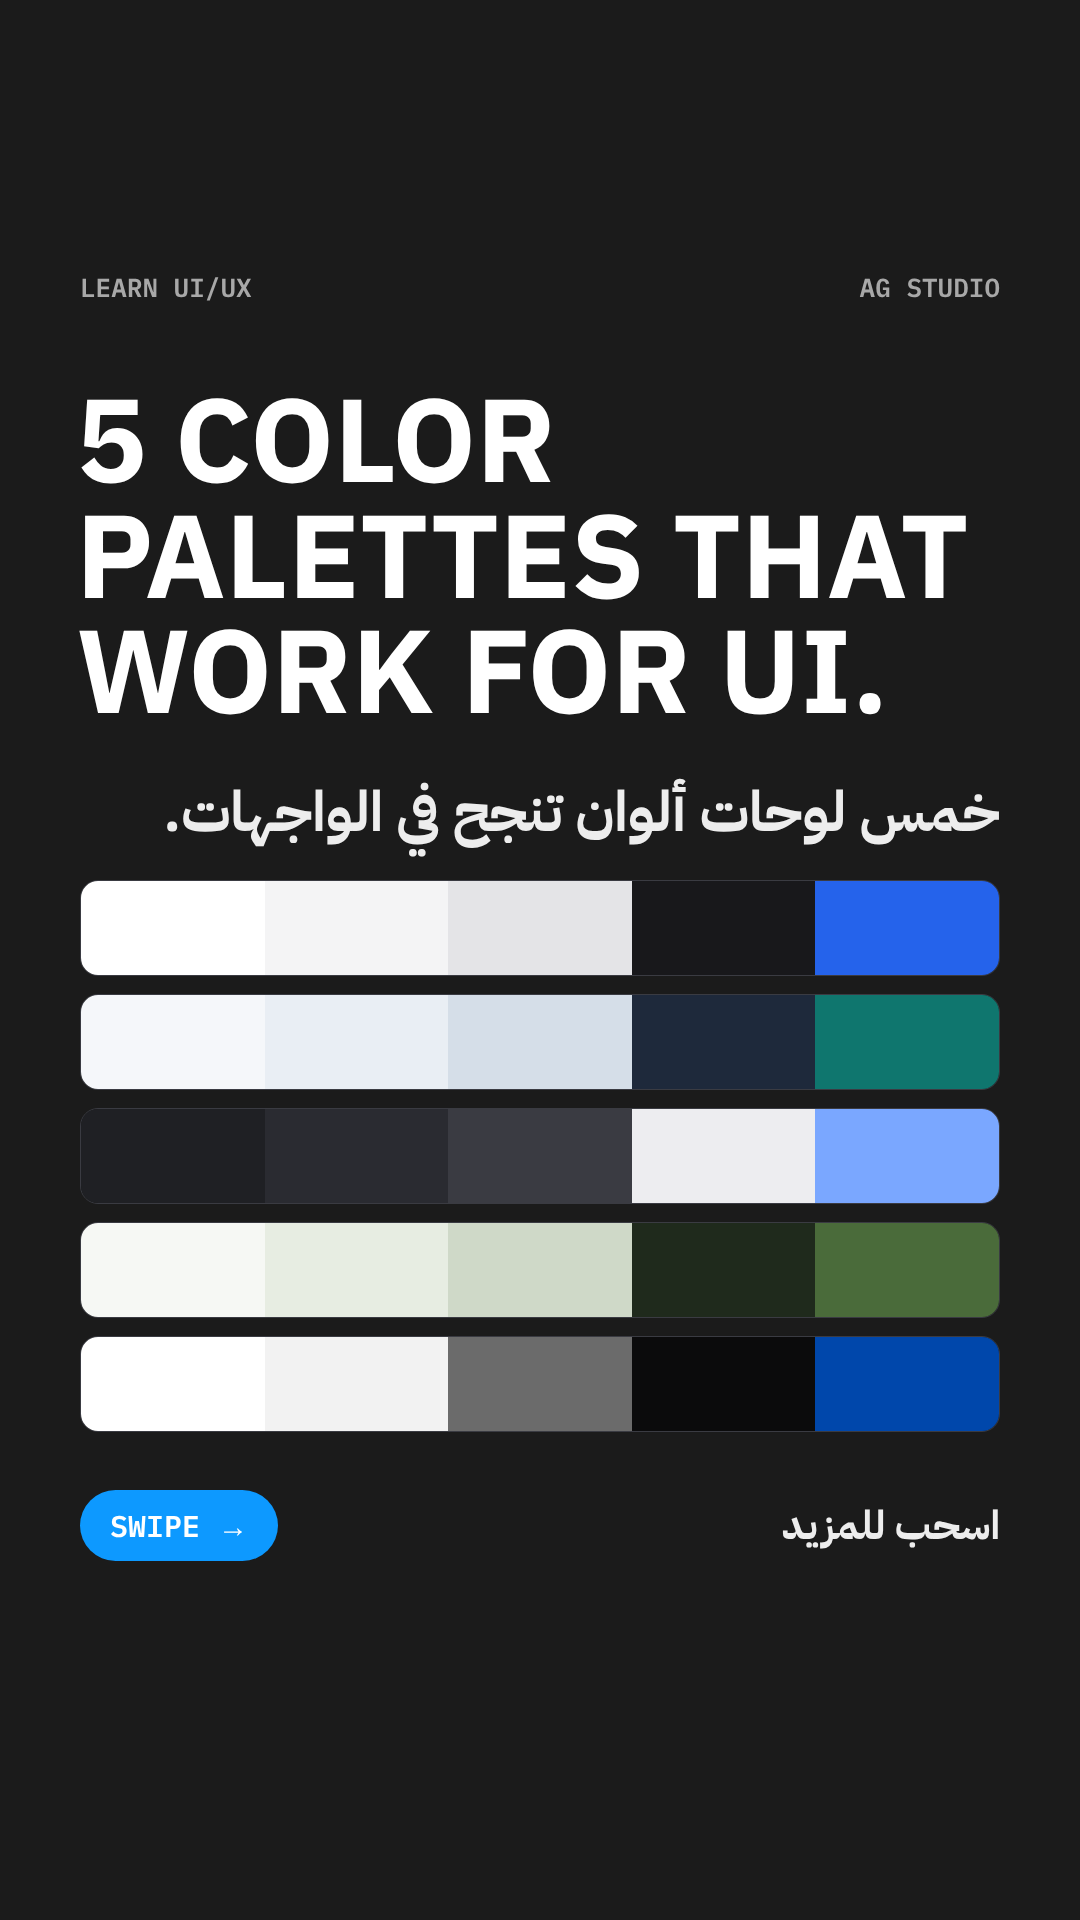 LEARN UI/UX
AG STUDIO
5 COLOR
PALETTES THAT
WORK FOR UI.
خمس لوحات ألوان تنجح في الواجهات.
SWIPE →
اسحب للمزيد